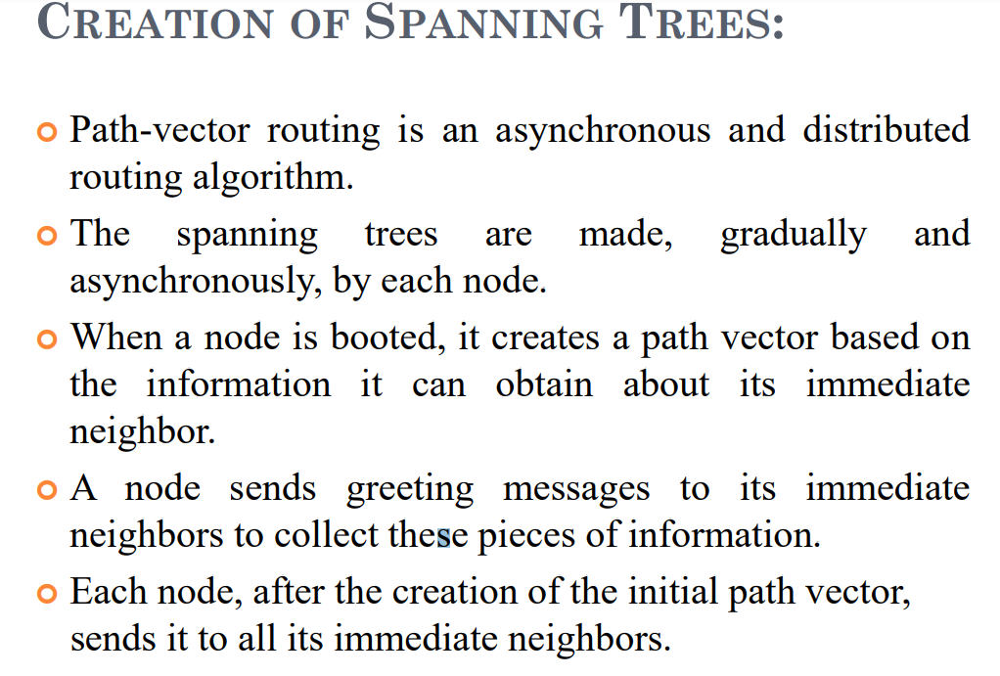 CREATION OF SPANNING TREES:
Path-vector routing is an asynchronous and distributed
routing algorithm.
The spanning trees are made, gradually and
asynchronously, by each node.
When a node is booted, it creates a path vector based on
the information it can obtain about its immediate
neighbor.
A node sends greeting messages to its immediate
neighbors to collect these pieces of information.
Each node, after the creation of the initial path vector,
sends it to all its immediate neighbors.